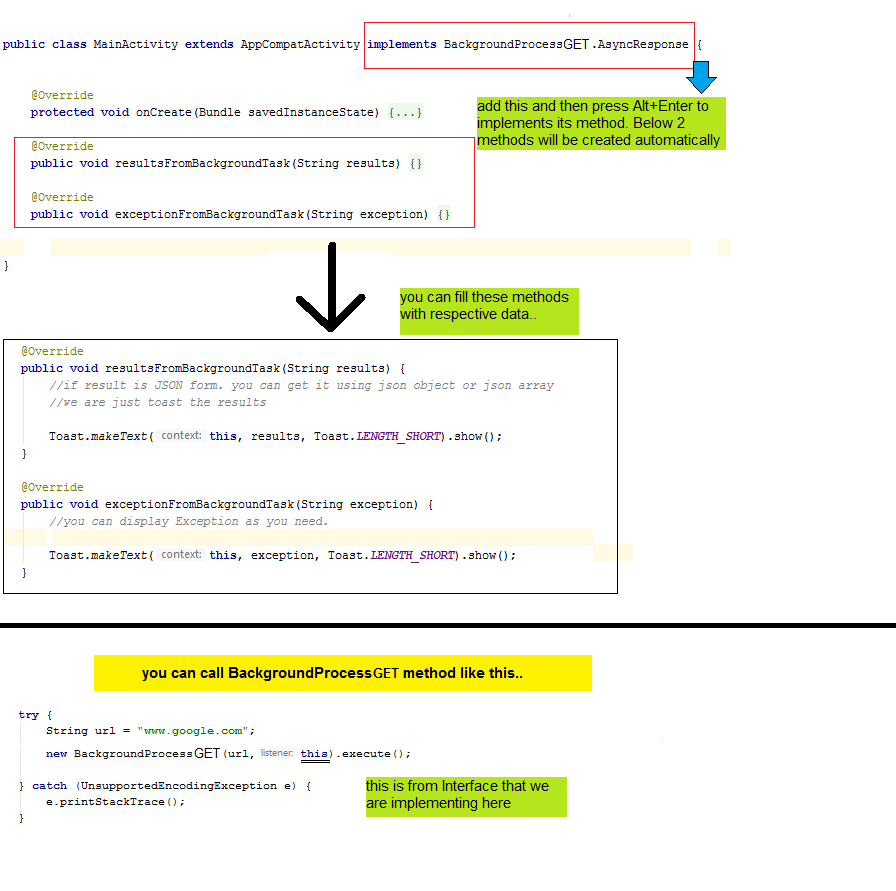 public class MainActivity extends AppCompatActivity implements BackgroundProcessGET.AsyncResponse {
@Override
protected void onCreate(Bundle savedInstanceState) {...}
add this and then press Alt+Enter to
implements its method. Below 2
methods will be created automatically
@Override
public void resultsFromBackgroundTask(String results) {}
@Override
public void exceptionFromBackgroundTask(String exception) {}
}
you can fill these methods
with respective data..
@Override
public void resultsFromBackgroundTask(String results) {
//if result is JSON form. you can get it using json object or json array
//we are just toast the results
Toast.makeText( context: this, results, Toast.LENGTH_SHORT).show();
}
@Override
public void exceptionFromBackgroundTask(String exception) {
//you can display Exception as you need.
Toast.makeText( context: this, exception, Toast.LENGTH_SHORT).show();
}
you can call BackgroundProcessGET method like this..
try {
String url = "www.google.com";
new BackgroundProcessGET(url, listener: this).execute();
} catch (UnsupportedEncodingException e) {
e.printStackTrace();
}
this is from Interface that we
are implementing here